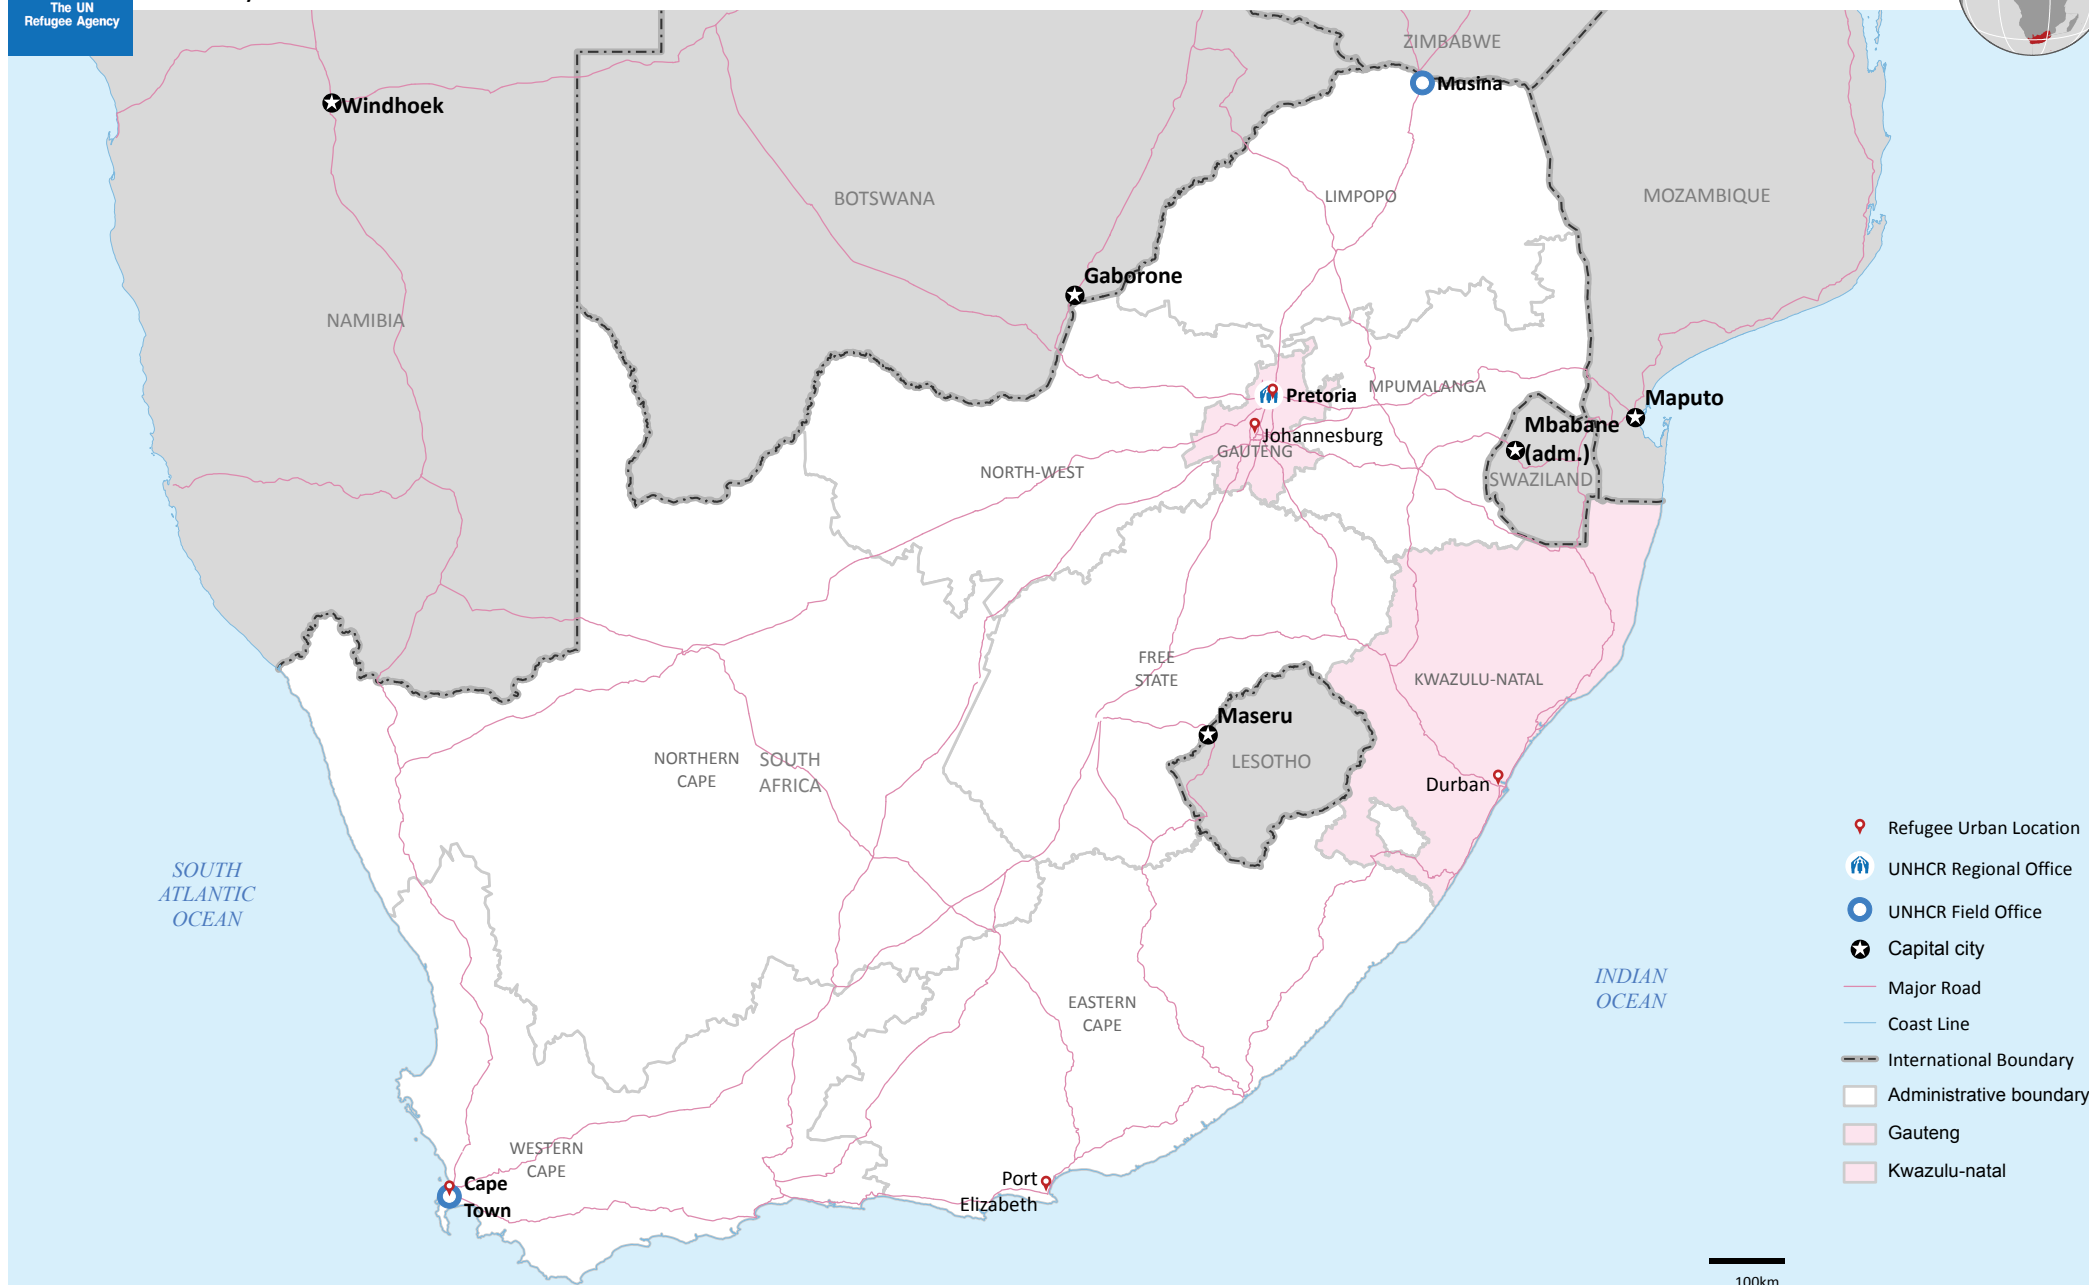 The UN
Refugee Agency
ZIMBABWE
Musina
Windhoek
BOTSWANA
LIMPOPO
MOZAMBIQUE
Gaborone
NAMIBIA
Pretoria
MPUMALANGA
Maputo
Mbabane
(adm.)
Johannesburg
GAUTENG
NORTH-WEST
SWAZILAND
FREE
STATE
KWAZULU-NATAL
Maseru
LESOTHO
NORTHERN
CAPE
SOUTH
AFRICA
Durban
SOUTH
ATLANTIC
OCEAN
INDIAN
OCEAN
EASTERN
CAPE
WESTERN
CAPE
Cape
Town
Port
Elizabeth
Refugee Urban Location
UNHCR Regional Office
UNHCR Field Office
Capital city
Major Road
Coast Line
International Boundary
Administrative boundary
Gauteng
Kwazulu-natal
100km